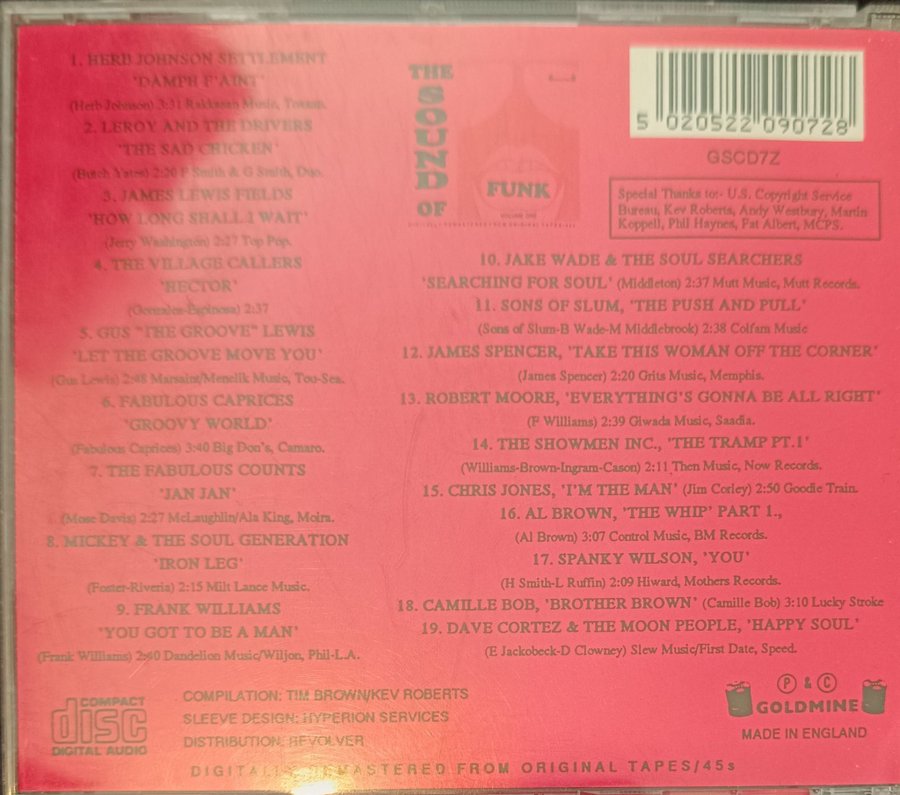 1. HERB JOHNSON SETTLEMENT
'DAMPH F'AINT'
(Herb Johnson) 3:31 Rakkasan Music, Toxsan.
2. LEROY AND THE DRIVERS
'THE SAD CHICKEN'
(Butch Yates) 2:20 F Smith & G Smith, Duo.
3. JAMES LEWIS FIELDS
'HOW LONG SHALL I WAIT'
(Jerry Washington) 2:27 Top Pop.
4. THE VILLAGE CALLERS
'HECTOR'
(Gonzales-Espinosa) 2:37
5. GUS "THE GROOVE" LEWIS
'LET THE GROOVE MOVE YOU'
(Gus Lewis) 2:48 Marsaint/Menelik Music, Tou-Sea.
6. FABULOUS CAPRICES
'GROOVY WORLD'
(Fabulous Caprices) 3:40 Big Don's, Camaro.
7. THE FABULOUS COUNTS
'JAN JAN'
(Mose Davis) 2:27 McLaughlin/Ala King, Moira.
8. MICKEY & THE SOUL GENERATION
'IRON LEG'
(Foster-Riveria) 2:15 Milt Lance Music.
9. FRANK WILLIAMS
'YOU GOT TO BE A MAN'
(Frank Williams) 2:40 Dandelion Music/Wiljon, Phil-L.A.
THE
SOUND
OF
FUNK
VOLUME ONE
DIGITALLY REMASTERED FROM ORIGINAL TAPES/45s
5 020522 090728
GSCD7Z
Special Thanks to:- U.S. Copyright Service
Bureau, Kev Roberts, Andy Westbury, Martin
Koppell, Phil Haynes, Pat Albert, MCPS.
10. JAKE WADE & THE SOUL SEARCHERS
'SEARCHING FOR SOUL' (Middleton) 2:37 Mutt Music, Mutt Records.
11. SONS OF SLUM, 'THE PUSH AND PULL'
(Sons of Slum-B Wade-M Middlebrook) 2:38 Colfam Music
12. JAMES SPENCER, 'TAKE THIS WOMAN OFF THE CORNER'
(James Spencer) 2:20 Grits Music, Memphis.
13. ROBERT MOORE, 'EVERYTHING'S GONNA BE ALL RIGHT'
(F Williams) 2:39 Giwada Music, Saadia.
14. THE SHOWMEN INC., 'THE TRAMP PT.1'
(Williams-Brown-Ingram-Cason) 2:11 Then Music, Now Records.
15. CHRIS JONES, 'I'M THE MAN' (Jim Corley) 2:50 Goodie Train.
16. AL BROWN, 'THE WHIP' PART 1.,
(Al Brown) 3:07 Control Music, BM Records.
17. SPANKY WILSON, 'YOU'
(H Smith-L Ruffin) 2:09 Hiward, Mothers Records.
18. CAMILLE BOB, 'BROTHER BROWN' (Camille Bob) 3:10 Lucky Stroke
19. DAVE CORTEZ & THE MOON PEOPLE, 'HAPPY SOUL'
(E Jackobeck-D Clowney) Slew Music/First Date, Speed.
COMPACT
disc
DIGITAL AUDIO
COMPILATION: TIM BROWN/KEV ROBERTS
SLEEVE DESIGN: HYPERION SERVICES
DISTRIBUTION: REVOLVER
DIGITALLY REMASTERED FROM ORIGINAL TAPES/45s
Ⓟ & Ⓒ
GOLDMINE
MADE IN ENGLAND